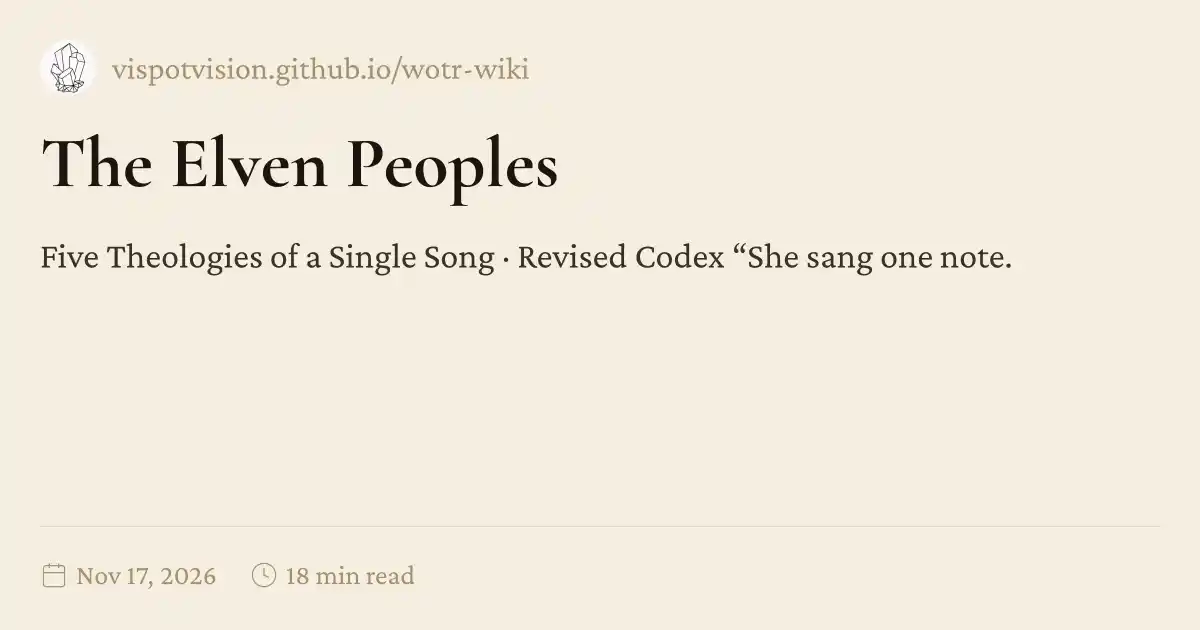 vispotvision.github.io/wotr-wiki
The Elven Peoples
Five Theologies of a Single Song · Revised Codex “She sang one note.
Nov 17, 2026
18 min read